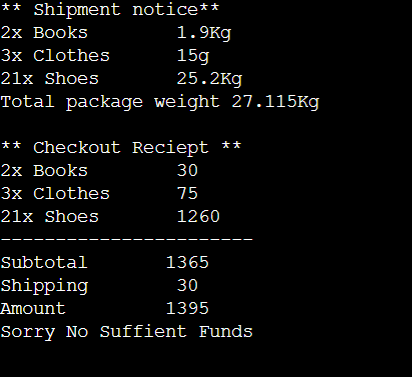 ** Shipment notice**
2x Books        1.9Kg
3x Clothes      15g
21x Shoes       25.2Kg
Total package weight 27.115Kg

** Checkout Reciept **
2x Books        30
3x Clothes      75
21x Shoes       1260
-----------------------
Subtotal       1365
Shipping        30
Amount         1395
Sorry No Suffient Funds